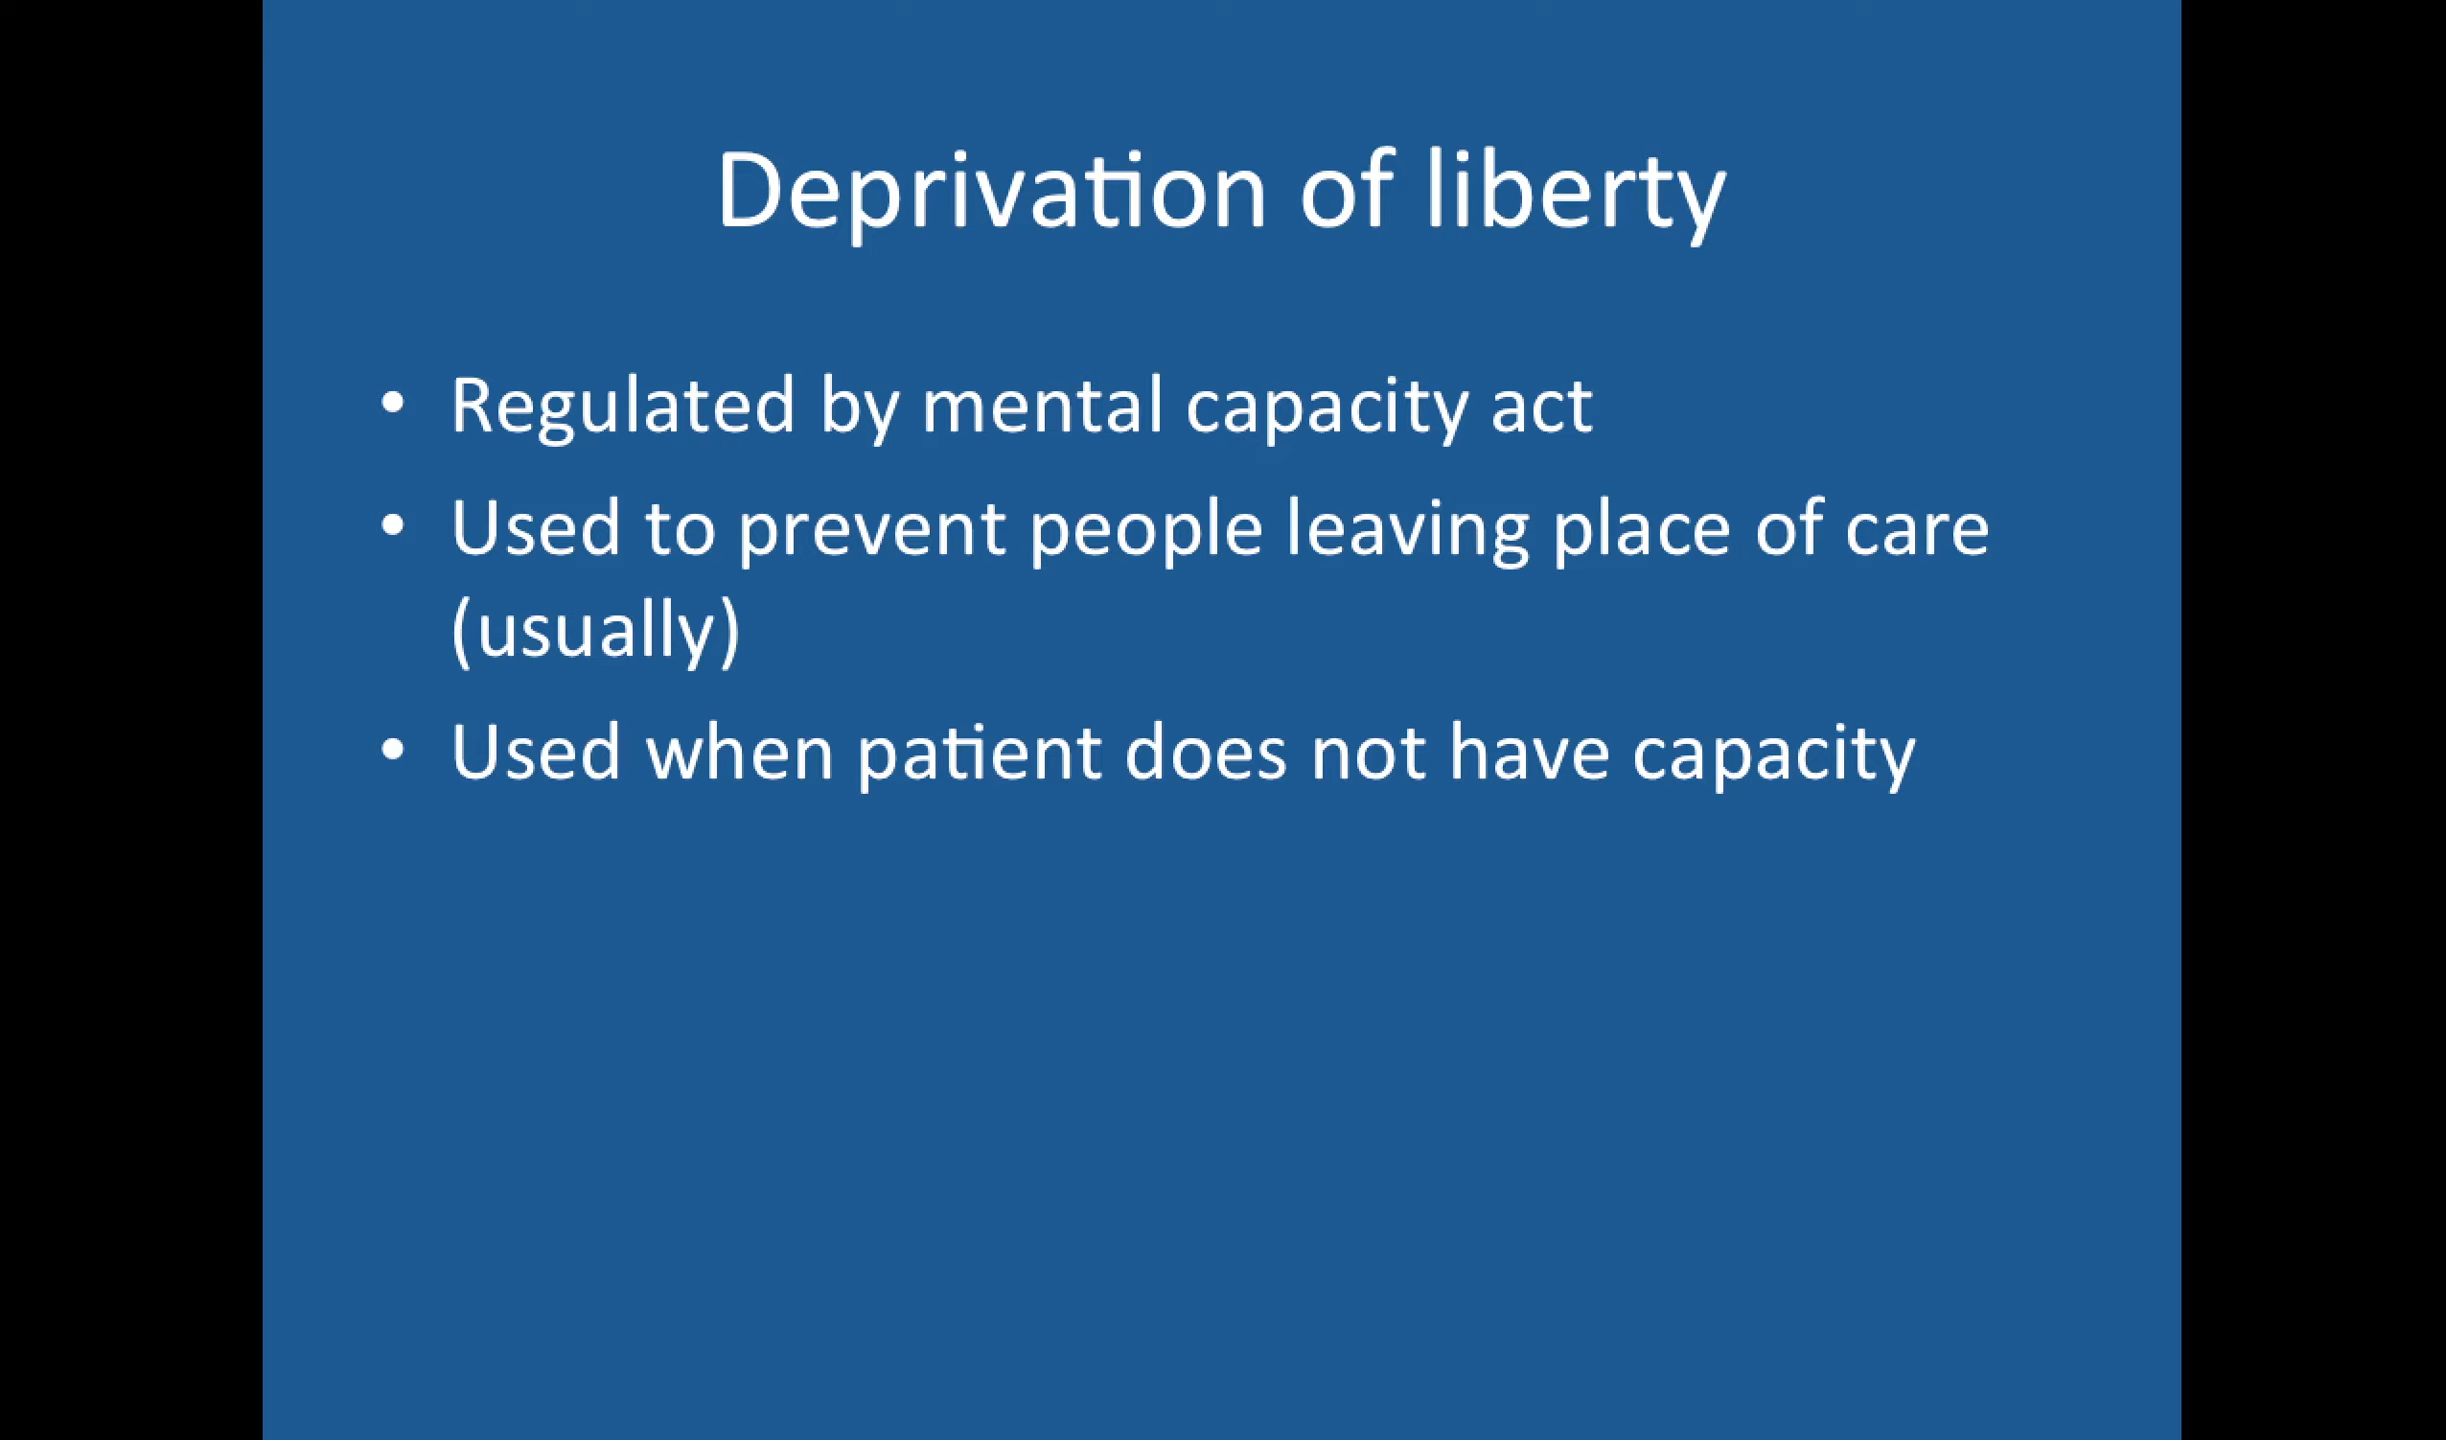 Deprivation of liberty
• Regulated by mental capacity act
• Used to prevent people leaving place of care
(usually)
• Used when patient does not have capacity